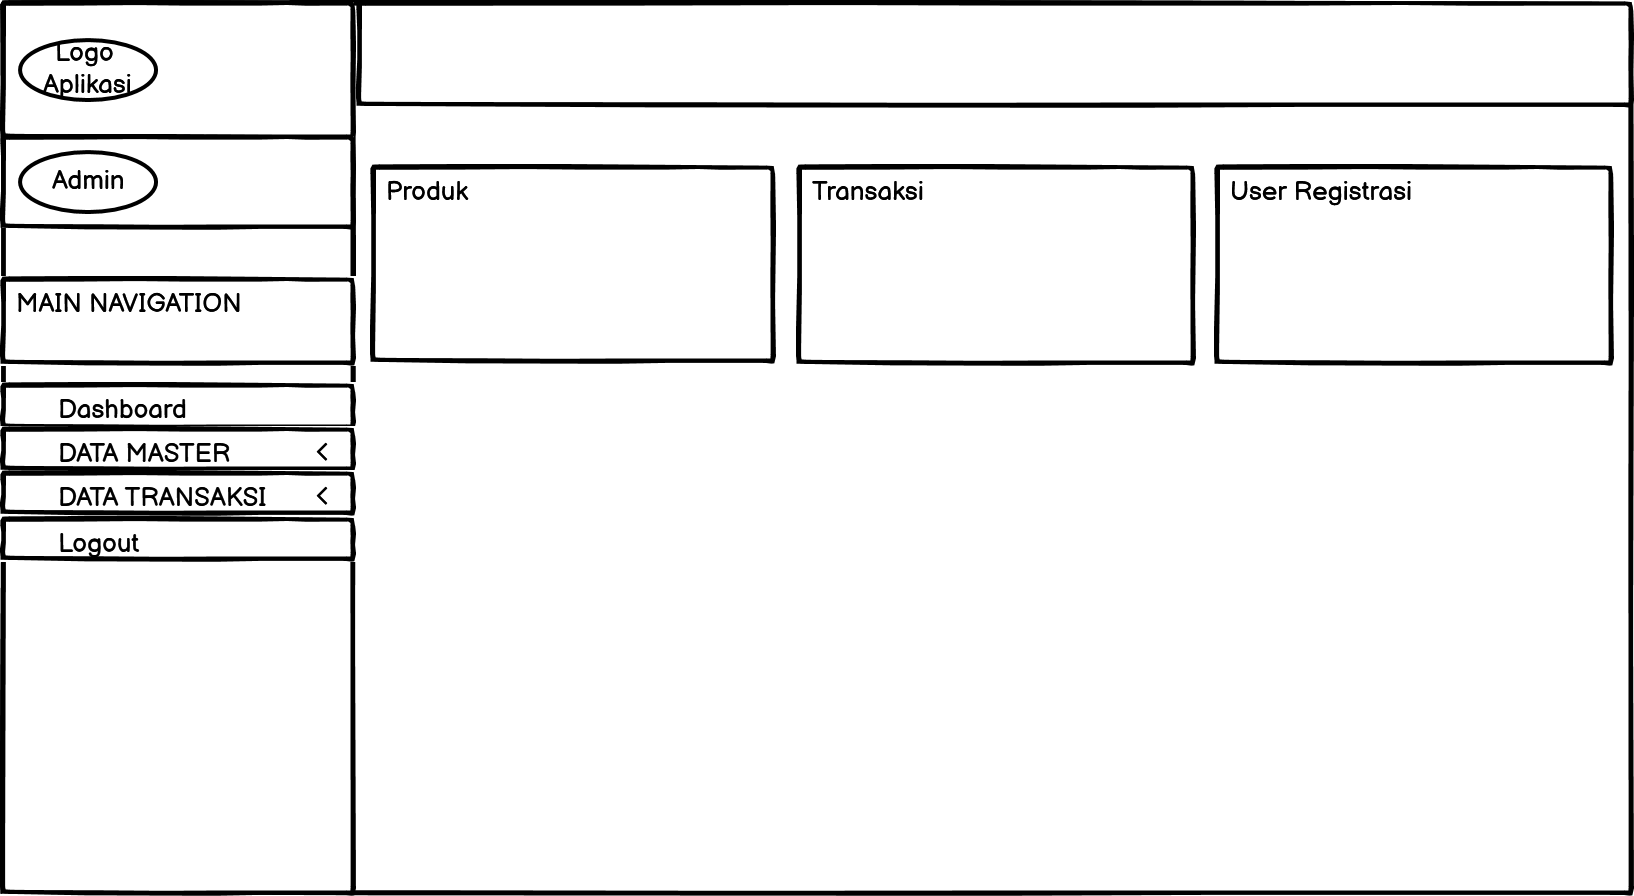 Logo
Aplikasi
Admin
MAIN NAVIGATION
Dashboard
DATA MASTER <
DATA TRANSAKSI <
Logout
Produk
Transaksi
User Registrasi